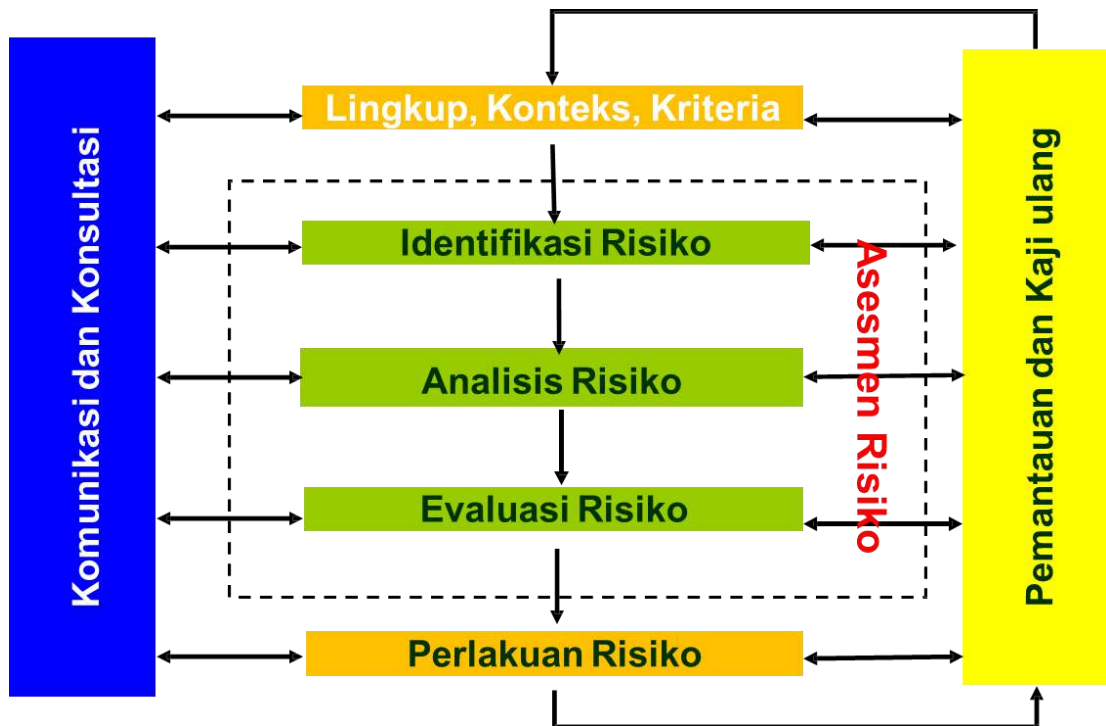 Komunikasi dan Konsultasi
Lingkup, Konteks, Kriteria
Identifikasi Risiko
Analisis Risiko
Evaluasi Risiko
Perlakuan Risiko
Asesmen Risiko
Pemantauan dan Kaji ulang